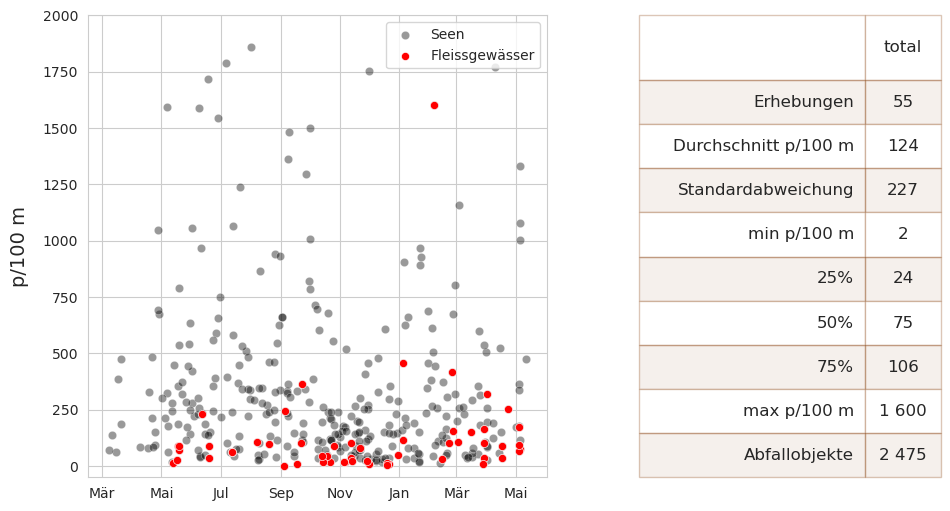 2000
1750
1500
1250
1000
750
500
250
0
p/100 m
Mär Mai Jul Sep Nov Jan Mär Mai
Seen
Fleissgewässer
total
Erhebungen 55
Durchschnitt p/100 m 124
Standardabweichung 227
min p/100 m 2
25% 24
50% 75
75% 106
max p/100 m 1 600
Abfallobjekte 2 475